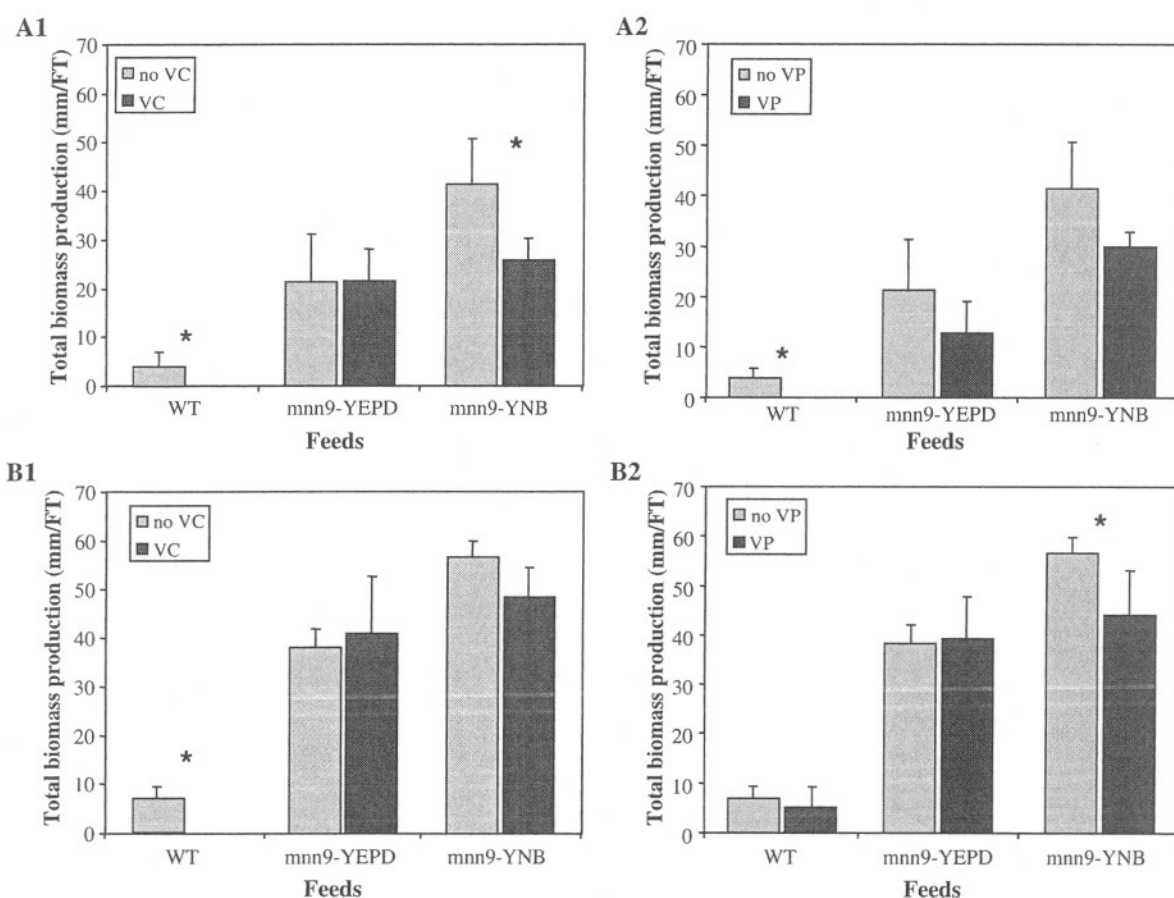 A1
Total biomass production (mm/FT)
70
60
50
40
30
20
10
0
no VC
VC
*
*
WT
mnn9-YEPD
mnn9-YNB
Feeds
A2
Total biomass production (mm/FT)
70
60
50
40
30
20
10
0
no VP
VP
*
WT
mnn9-YEPD
mnn9-YNB
Feeds
B1
Total biomass production (mm/FT)
70
60
50
40
30
20
10
0
no VC
VC
*
WT
mnn9-YEPD
mnn9-YNB
Feeds
B2
Total biomass production (mm/FT)
70
60
50
40
30
20
10
0
no VP
VP
*
WT
mnn9-YEPD
mnn9-YNB
Feeds